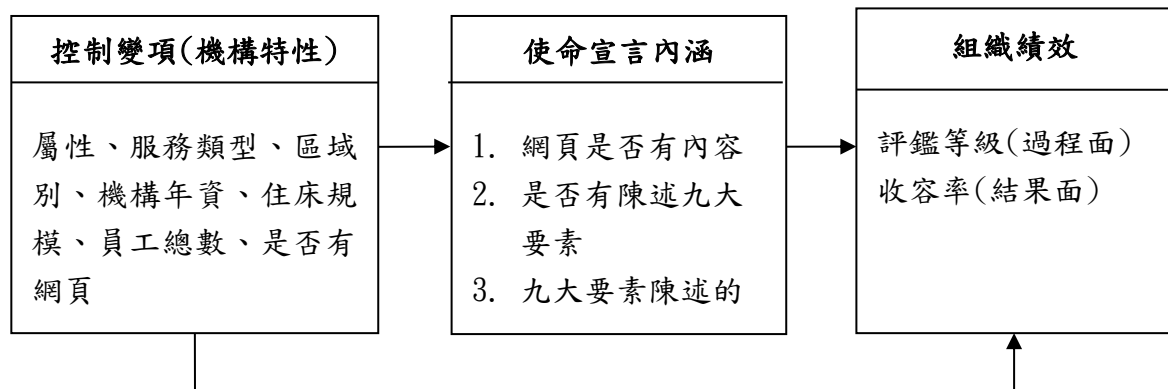 控制變項(機構特性)
屬性、服務類型、區域
別、機構年資、住床規
模、員工總數、是否有
網頁
使命宣言內涵
1. 網頁是否有內容
2. 是否有陳述九大
要素
3. 九大要素陳述的
組織績效
評鑑等級(過程面)
收容率(結果面)